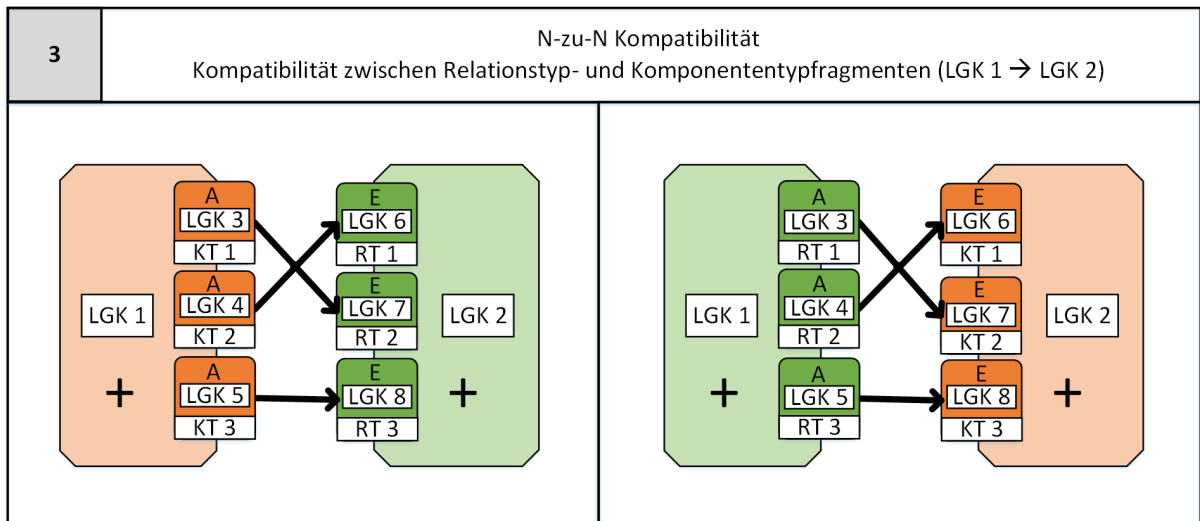 3
N-zu-N Kompatibilität
Kompatibilität zwischen Relationstyp- und Komponententypfragmenten (LGK 1 → LGK 2)
LGK 1
+
A
LGK 3
KT 1
A
LGK 4
KT 2
A
LGK 5
KT 3
E
LGK 6
RT 1
E
LGK 7
RT 2
E
LGK 8
RT 3
LGK 2
+
LGK 1
+
A
LGK 3
RT 1
A
LGK 4
RT 2
A
LGK 5
RT 3
E
LGK 6
KT 1
E
LGK 7
KT 2
E
LGK 8
KT 3
LGK 2
+